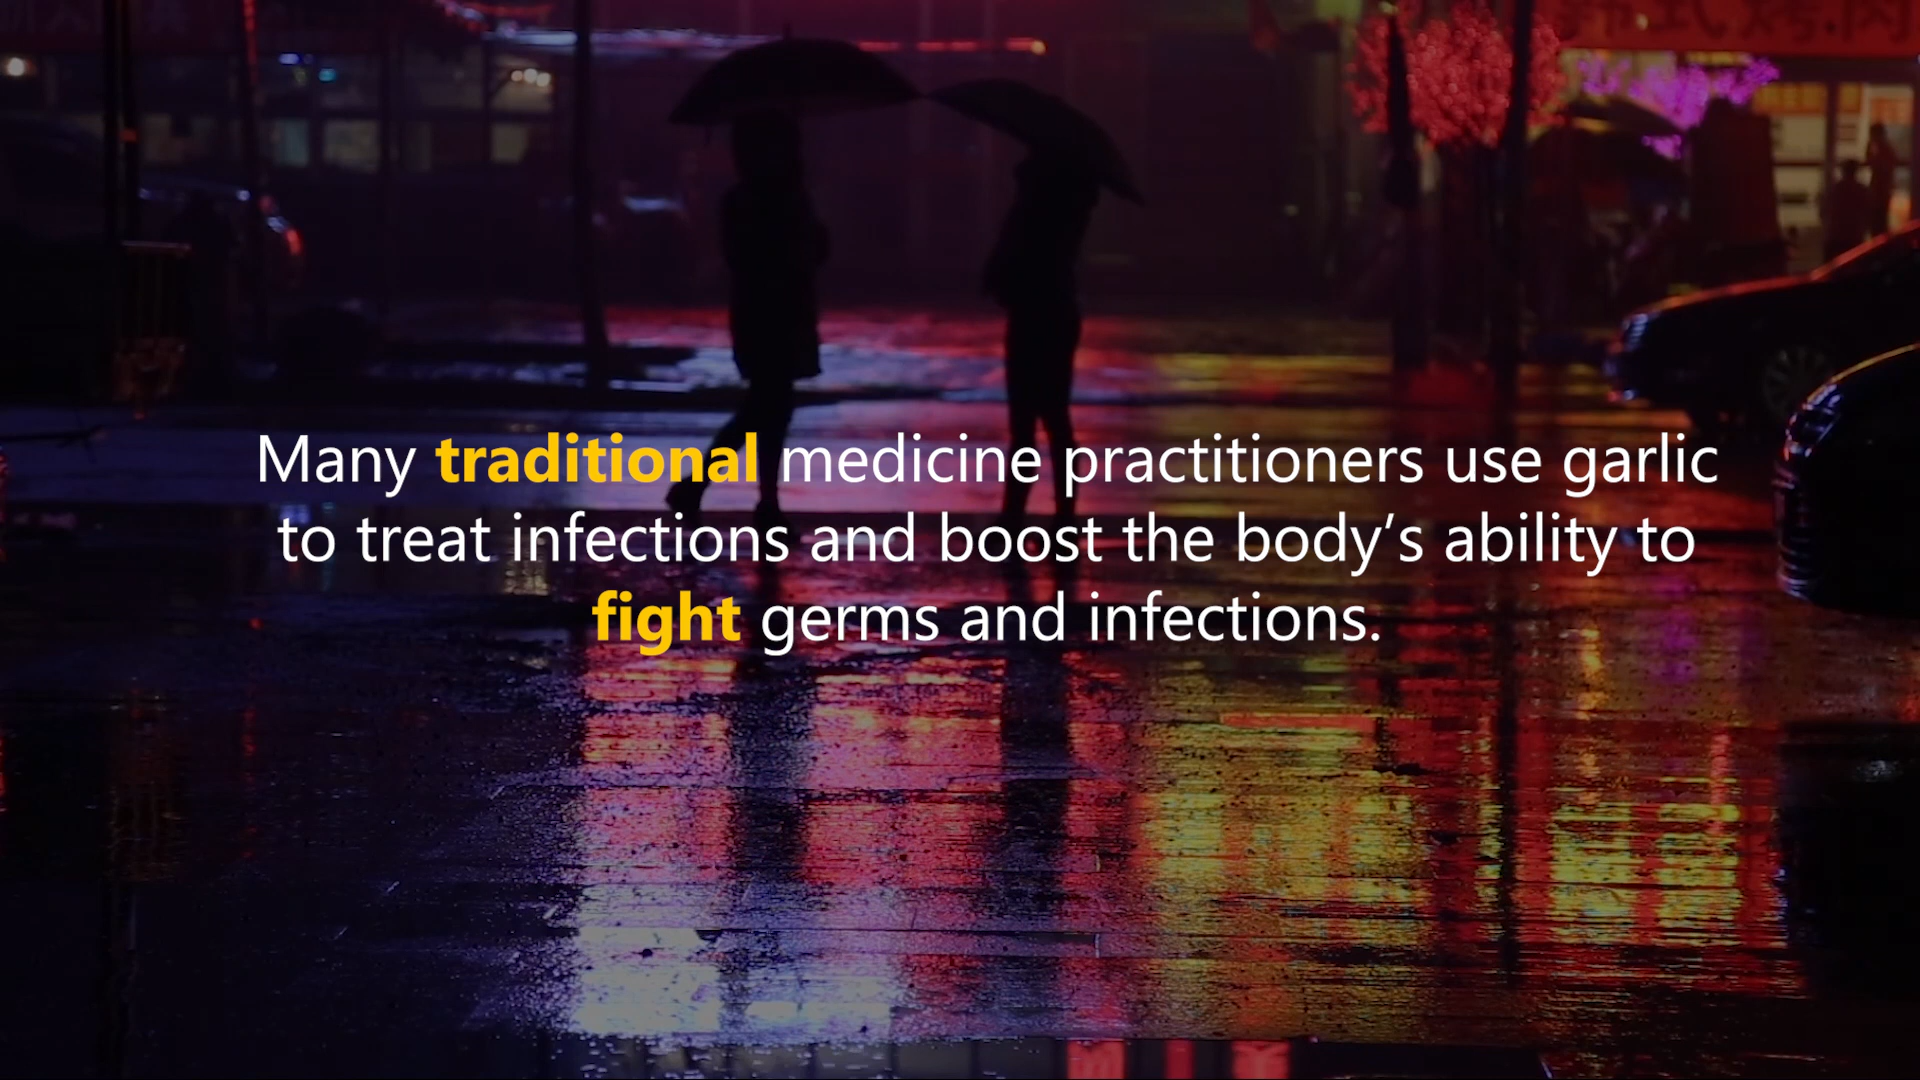 Many traditional medicine practitioners use garlic
to treat infections and boost the body’s ability to
fight germs and infections.